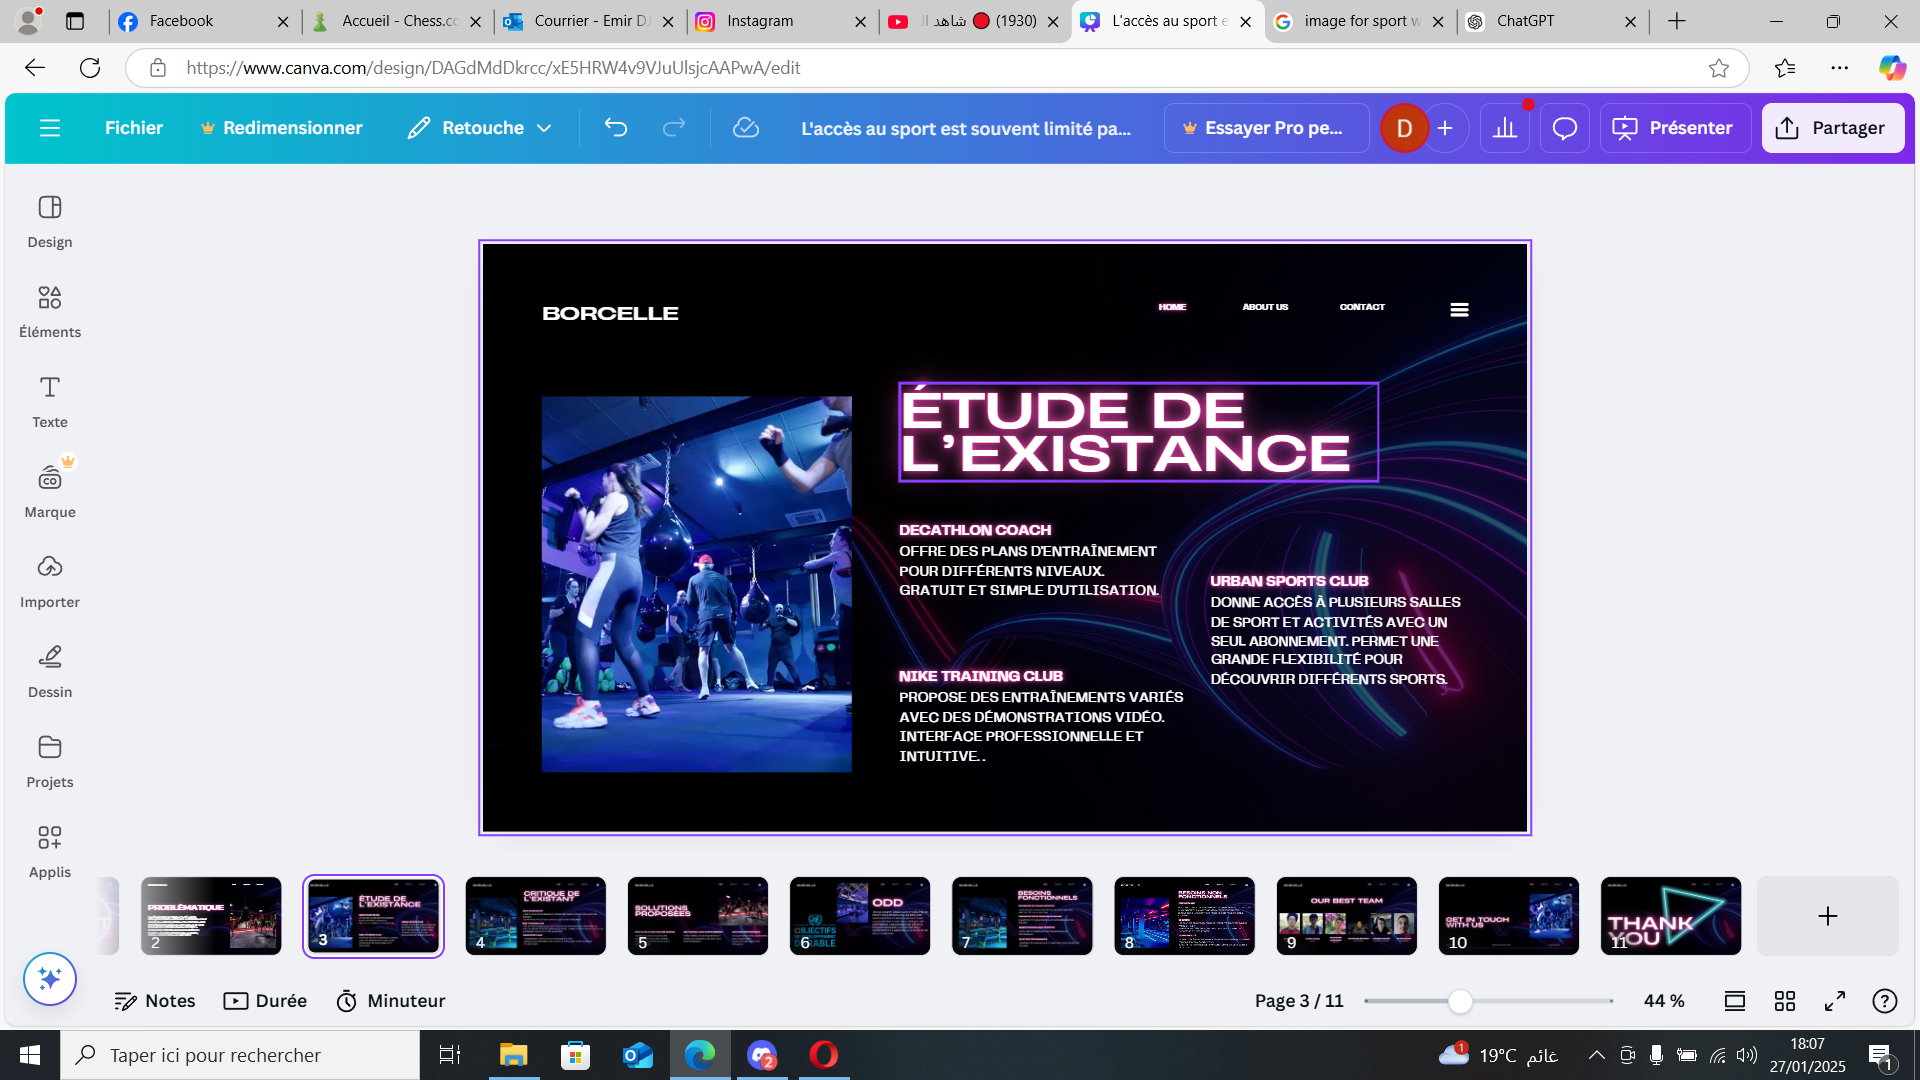 Facebook
Accueil - Chess.co
Courrier - Emir D
Instagram
(1930) 🔴 شاهد ال
L'accès au sport e
image for sport w
ChatGPT
https://www.canva.com/design/DAGdMdDkrcc/xE5HRW4v9VJuUlsjcAAPwA/edit
Fichier
Redimensionner
Retouche
L'accès au sport est souvent limité pa...
Essayer Pro pe...
D
Présenter
Partager
Design
Éléments
Texte
Marque
Importer
Dessin
Projets
Applis
BORCELLE
HOME
ABOUT US
CONTACT
ÉTUDE DE
L'EXISTANCE
DECATHLON COACH
OFFRE DES PLANS D'ENTRAÎNEMENT
POUR DIFFÉRENTS NIVEAUX.
GRATUIT ET SIMPLE D'UTILISATION.
NIKE TRAINING CLUB
PROPOSE DES ENTRAÎNEMENTS VARIÉS
AVEC DES DÉMONSTRATIONS VIDÉO.
INTERFACE PROFESSIONNELLE ET
INTUITIVE..
URBAN SPORTS CLUB
DONNE ACCÈS À PLUSIEURS SALLES
DE SPORT ET ACTIVITÉS AVEC UN
SEUL ABONNEMENT. PERMET UNE
GRANDE FLEXIBILITÉ POUR
DÉCOUVRIR DIFFÉRENTS SPORTS.
PROBLÉMATIQUE
2
ÉTUDE DE
L'EXISTANCE
3
CRITIQUE DE
L'EXISTANT
4
SOLUTIONS
PROPOSÉES
5
ODD
OBJECTIFS
DURABLE
6
BESOINS
FONCTIONNELS
7
BESOINS NON
FONCTIONNELS
8
OUR BEST TEAM
9
GET IN TOUCH
WITH US
10
THANK
YOU
11
Notes
Durée
Minuteur
Page 3 / 11
44 %
Taper ici pour rechercher
2
1
19°C غائم
18:07
27/01/2025
1